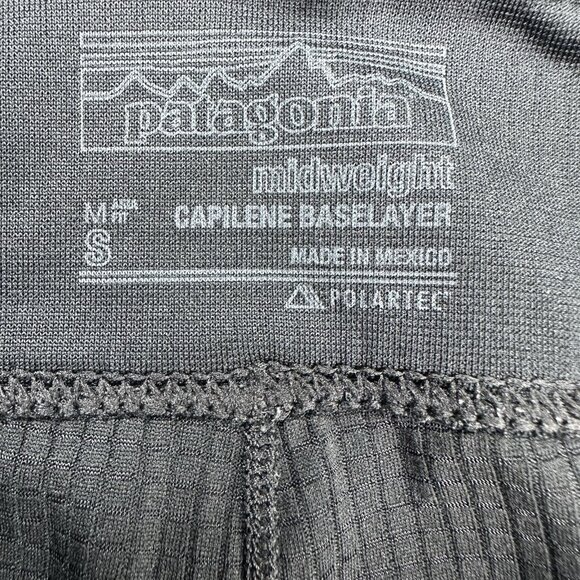 patagonia
midweight
M ASIA FIT CAPILENE BASELAYER
S MADE IN MEXICO
POLARTEC